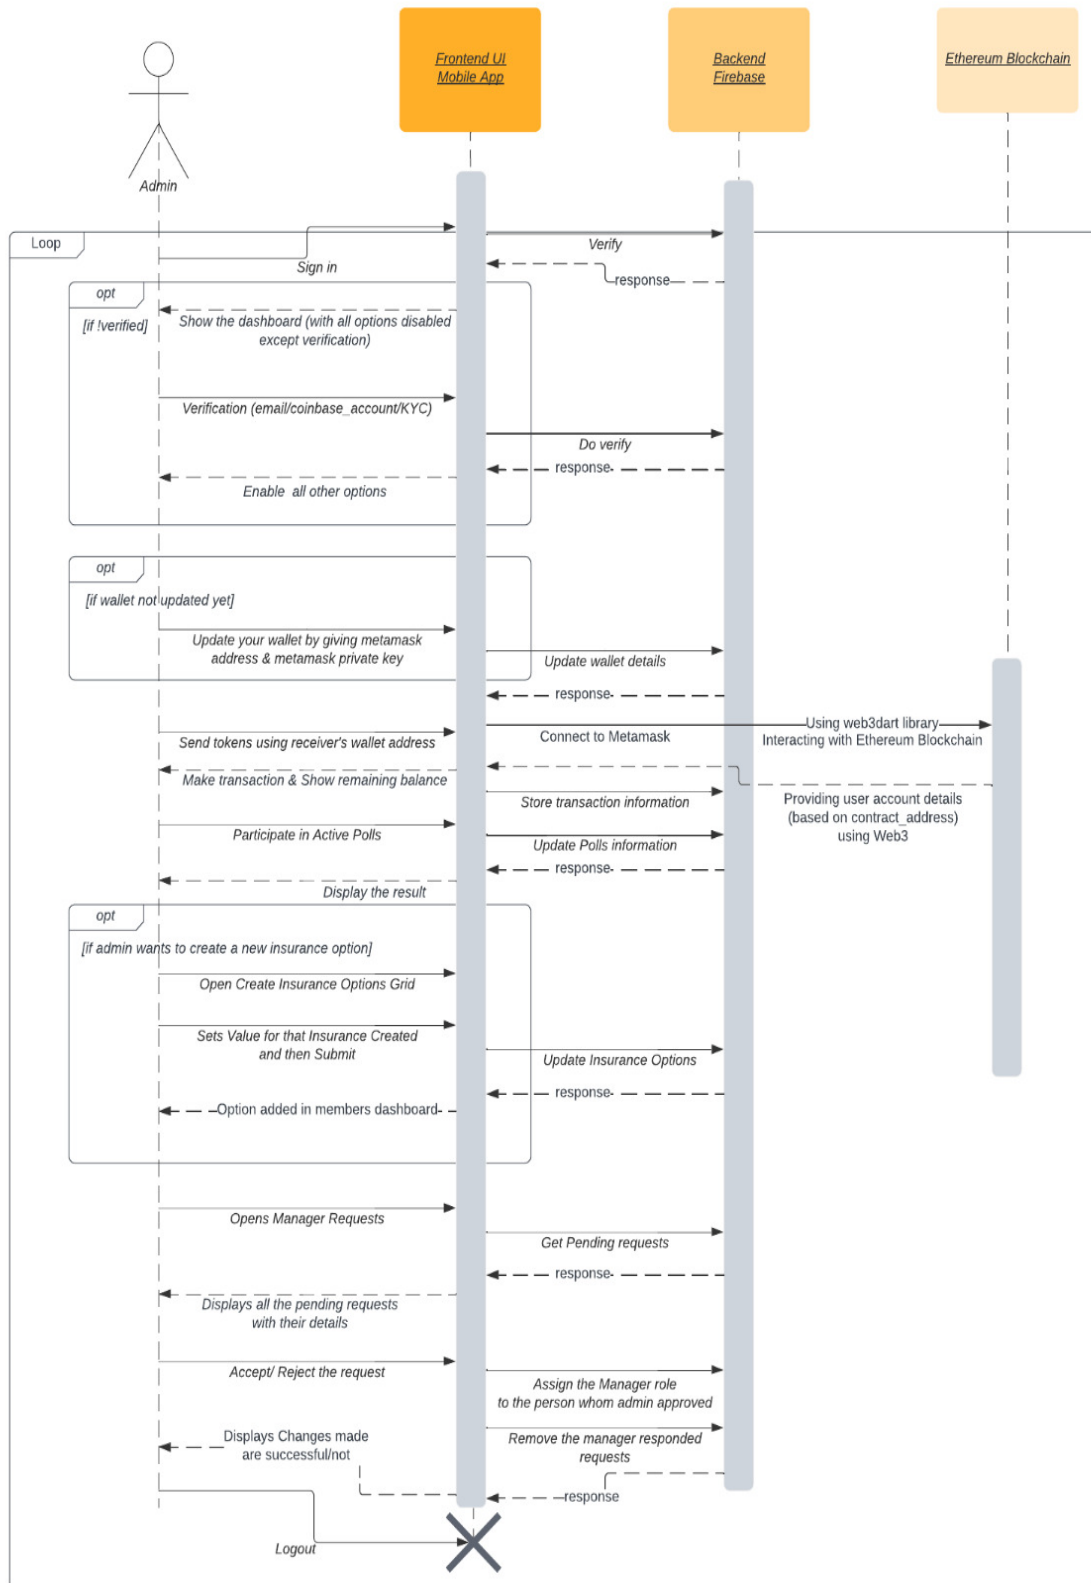 Frontend UI
Mobile App
Backend
Firebase
Ethereum Blockchain
Admin
Loop
Sign in
Verify
response
opt
[if !verified]
Show the dashboard (with all options disabled
except verification)
Verification (email/coinbase_account/KYC)
Do verify
response
Enable all other options
opt
[if wallet not updated yet]
Update your wallet by giving metamask
address & metamask private key
Update wallet details
response
Send tokens using receiver's wallet address
Connect to Metamask
Using web3dart library
Interacting with Ethereum Blockchain
Make transaction & Show remaining balance
Store transaction information
Providing user account details
(based on contract_address)
using Web3
Participate in Active Polls
Update Polls information
response
Display the result
opt
[if admin wants to create a new insurance option]
Open Create Insurance Options Grid
Sets Value for that Insurance Created
and then Submit
Update Insurance Options
response
Option added in members dashboard
Opens Manager Requests
Get Pending requests
response
Displays all the pending requests
with their details
Accept/ Reject the request
Assign the Manager role
to the person whom admin approved
Displays Changes made
are successful/not
Remove the manager responded
requests
response
Logout